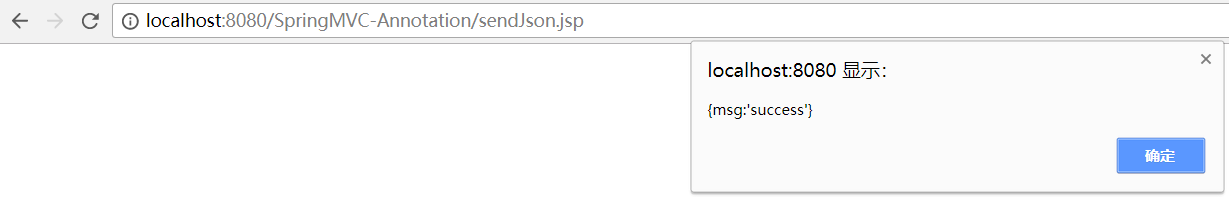 localhost:8080/SpringMVC-Annotation/sendJson.jsp
localhost:8080 显示：
{msg:'success'}
确定